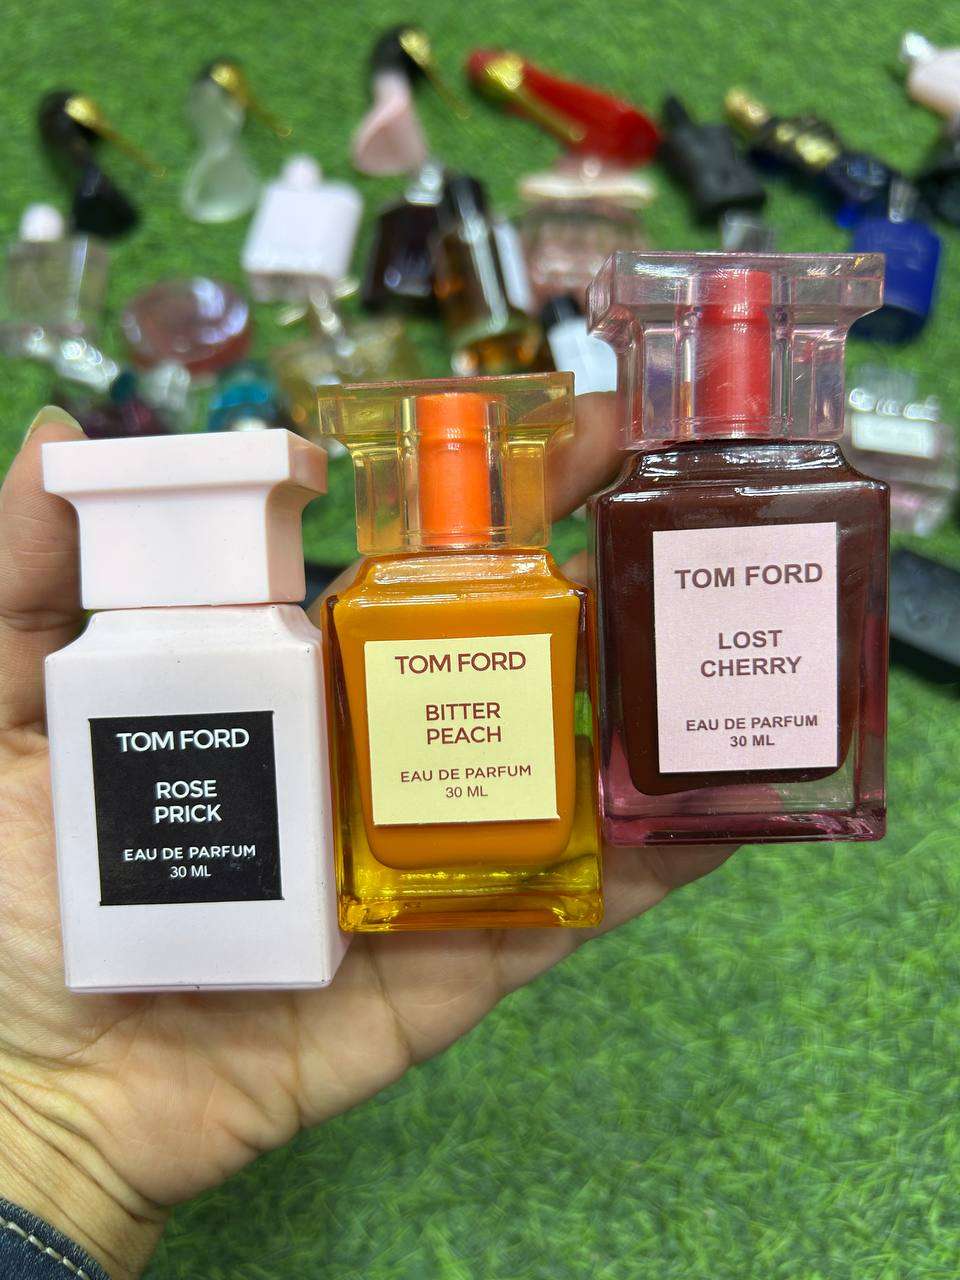 TOM FORD
ROSE
PRICK
EAU DE PARFUM
30 ML
TOM FORD
BITTER
PEACH
EAU DE PARFUM
30 ML
TOM FORD
LOST
CHERRY
EAU DE PARFUM
30 ML